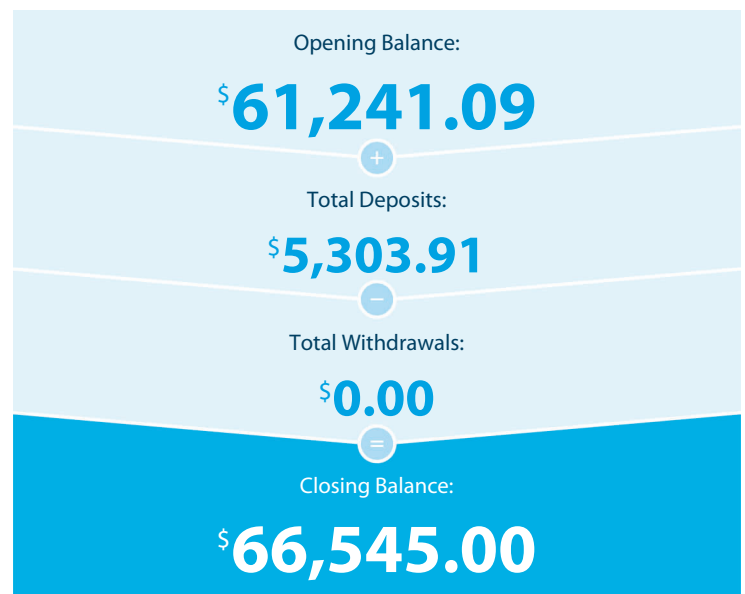 Opening Balance:
$61,241.09
+
Total Deposits:
$5,303.91
−
Total Withdrawals:
$0.00
=
Closing Balance:
$66,545.00